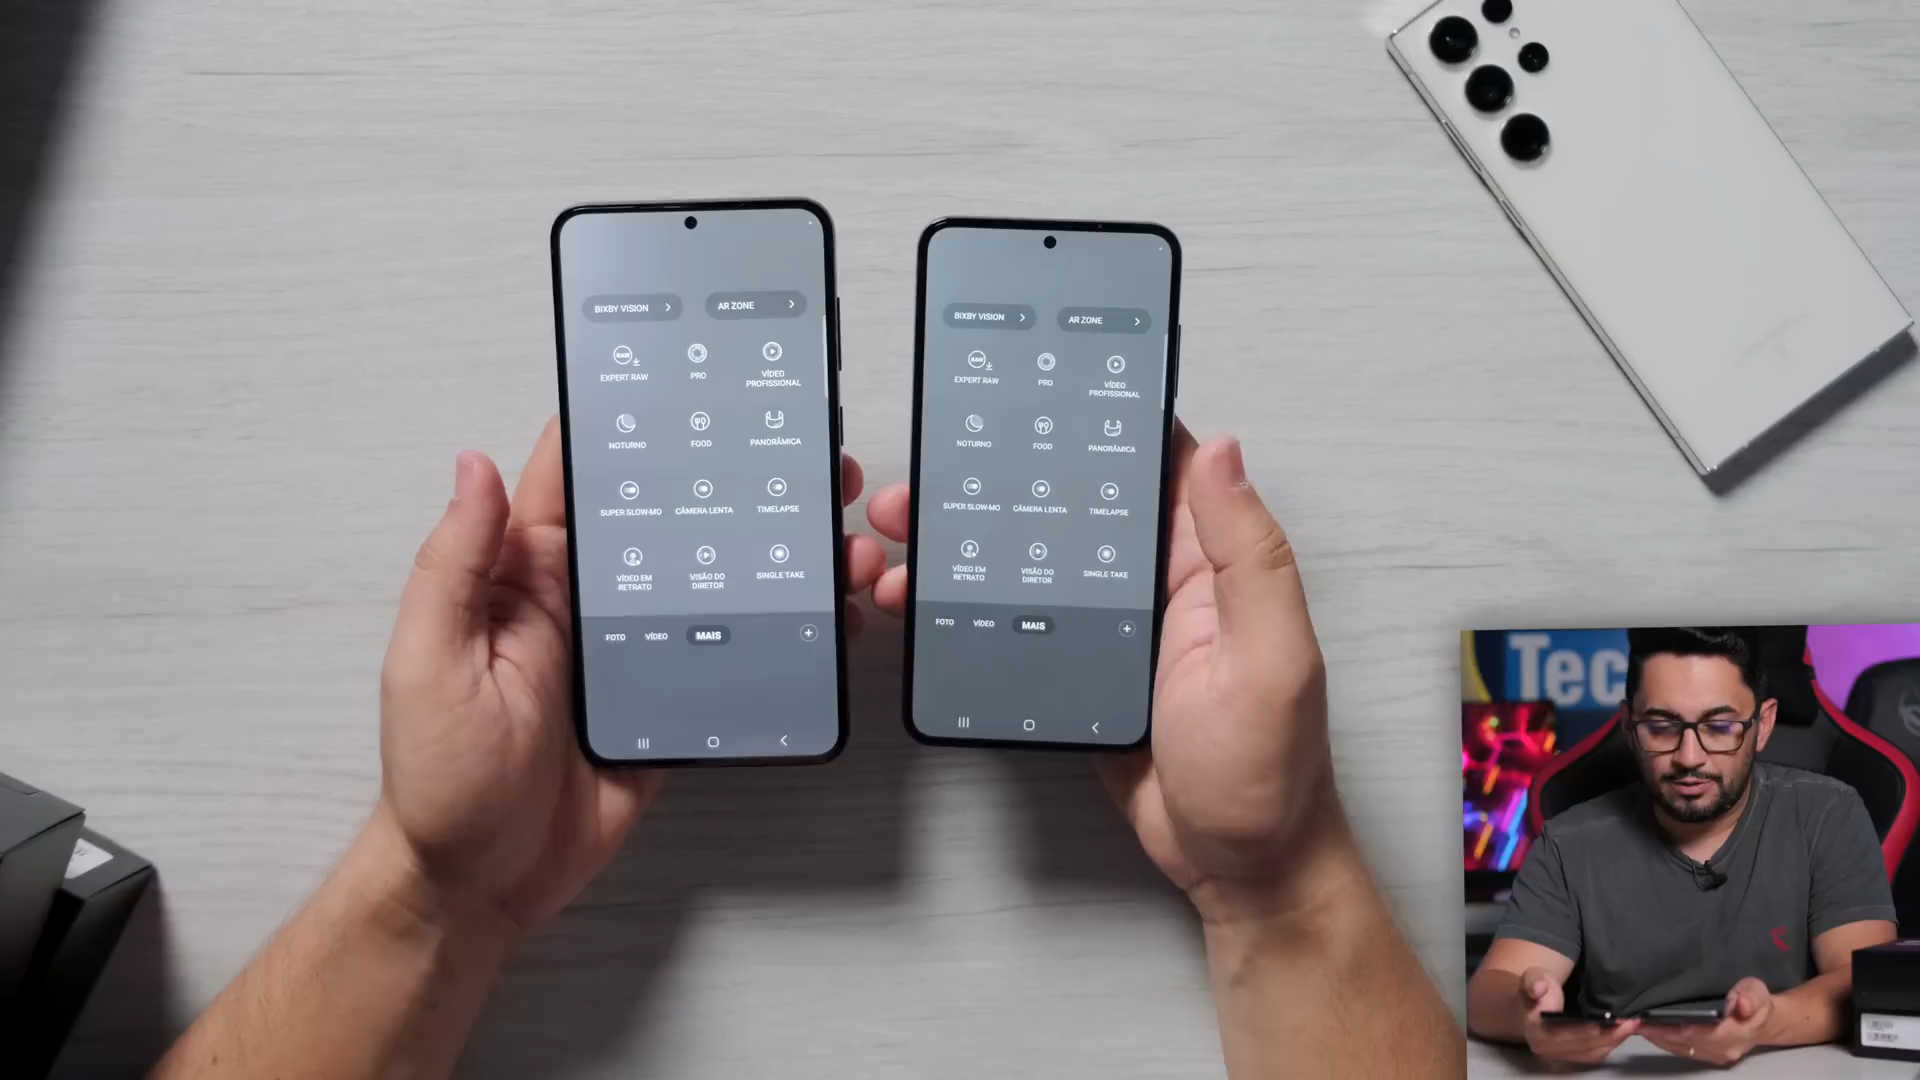 BIXBY VISION
AR ZONE
EXPERT RAW
PRO
VÍDEO
PROFISSIONAL
NOTURNO
FOOD
PANORÂMICA
SUPER SLOW-MO
CÂMERA LENTA
TIMELAPSE
VÍDEO EM
RETRATO
VISÃO DO
DIRETOR
SINGLE TAKE
FOTO
VÍDEO
MAIS
BIXBY VISION
AR ZONE
EXPERT RAW
PRO
VÍDEO
PROFISSIONAL
NOTURNO
FOOD
PANORÂMICA
SUPER SLOW-MO
CÂMERA LENTA
TIMELAPSE
VÍDEO EM
RETRATO
VISÃO DO
DIRETOR
SINGLE TAKE
FOTO
VÍDEO
MAIS
Tec